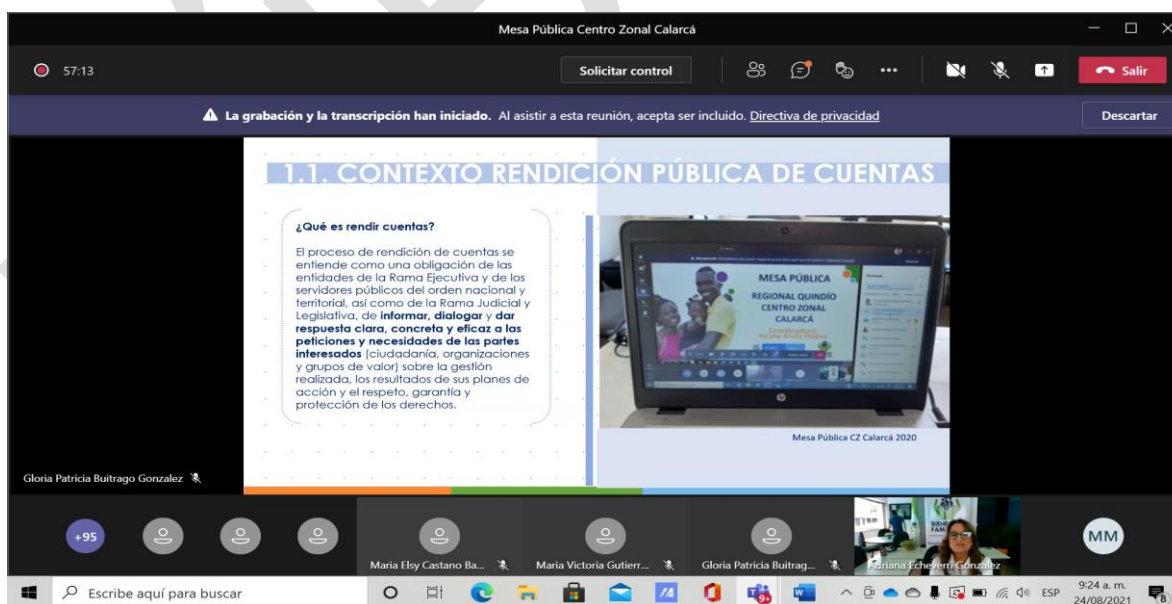 Mesa Pública Centro Zonal Calarcá
57:13
Solicitar control
Salir
La grabación y la transcripción han iniciado. Al asistir a esta reunión, acepta ser incluido. Directiva de privacidad
Descartar
1.1. CONTEXTO RENDICIÓN PÚBLICA DE CUENTAS
¿Qué es rendir cuentas?
El proceso de rendición de cuentas se
entiende como una obligación de las
entidades de la Rama Ejecutiva y de los
servidores públicos del orden nacional y
territorial, así como de la Rama Judicial y
Legislativa, de informar, dialogar y dar
respuesta clara, concreta y eficaz a las
peticiones y necesidades de las partes
interesados (ciudadanía, organizaciones
y grupos de valor) sobre la gestión
realizada, los resultados de sus planes de
acción y el respeto, garantía y
protección de los derechos.
MESA PÚBLICA
REGIONAL QUINDÍO
CENTRO ZONAL
CALARCÁ
Coordinadora:
Mesa Pública CZ Calarcá 2020
Gloria Patricia Buitrago Gonzalez
+95
Maria Elsy Castano Ba...
Maria Victoria Gutierr...
Gloria Patricia Buitrag...
Adriana Echeverri González
MM
Escribe aquí para buscar
ESP
9:24 a. m.
24/08/2021
8